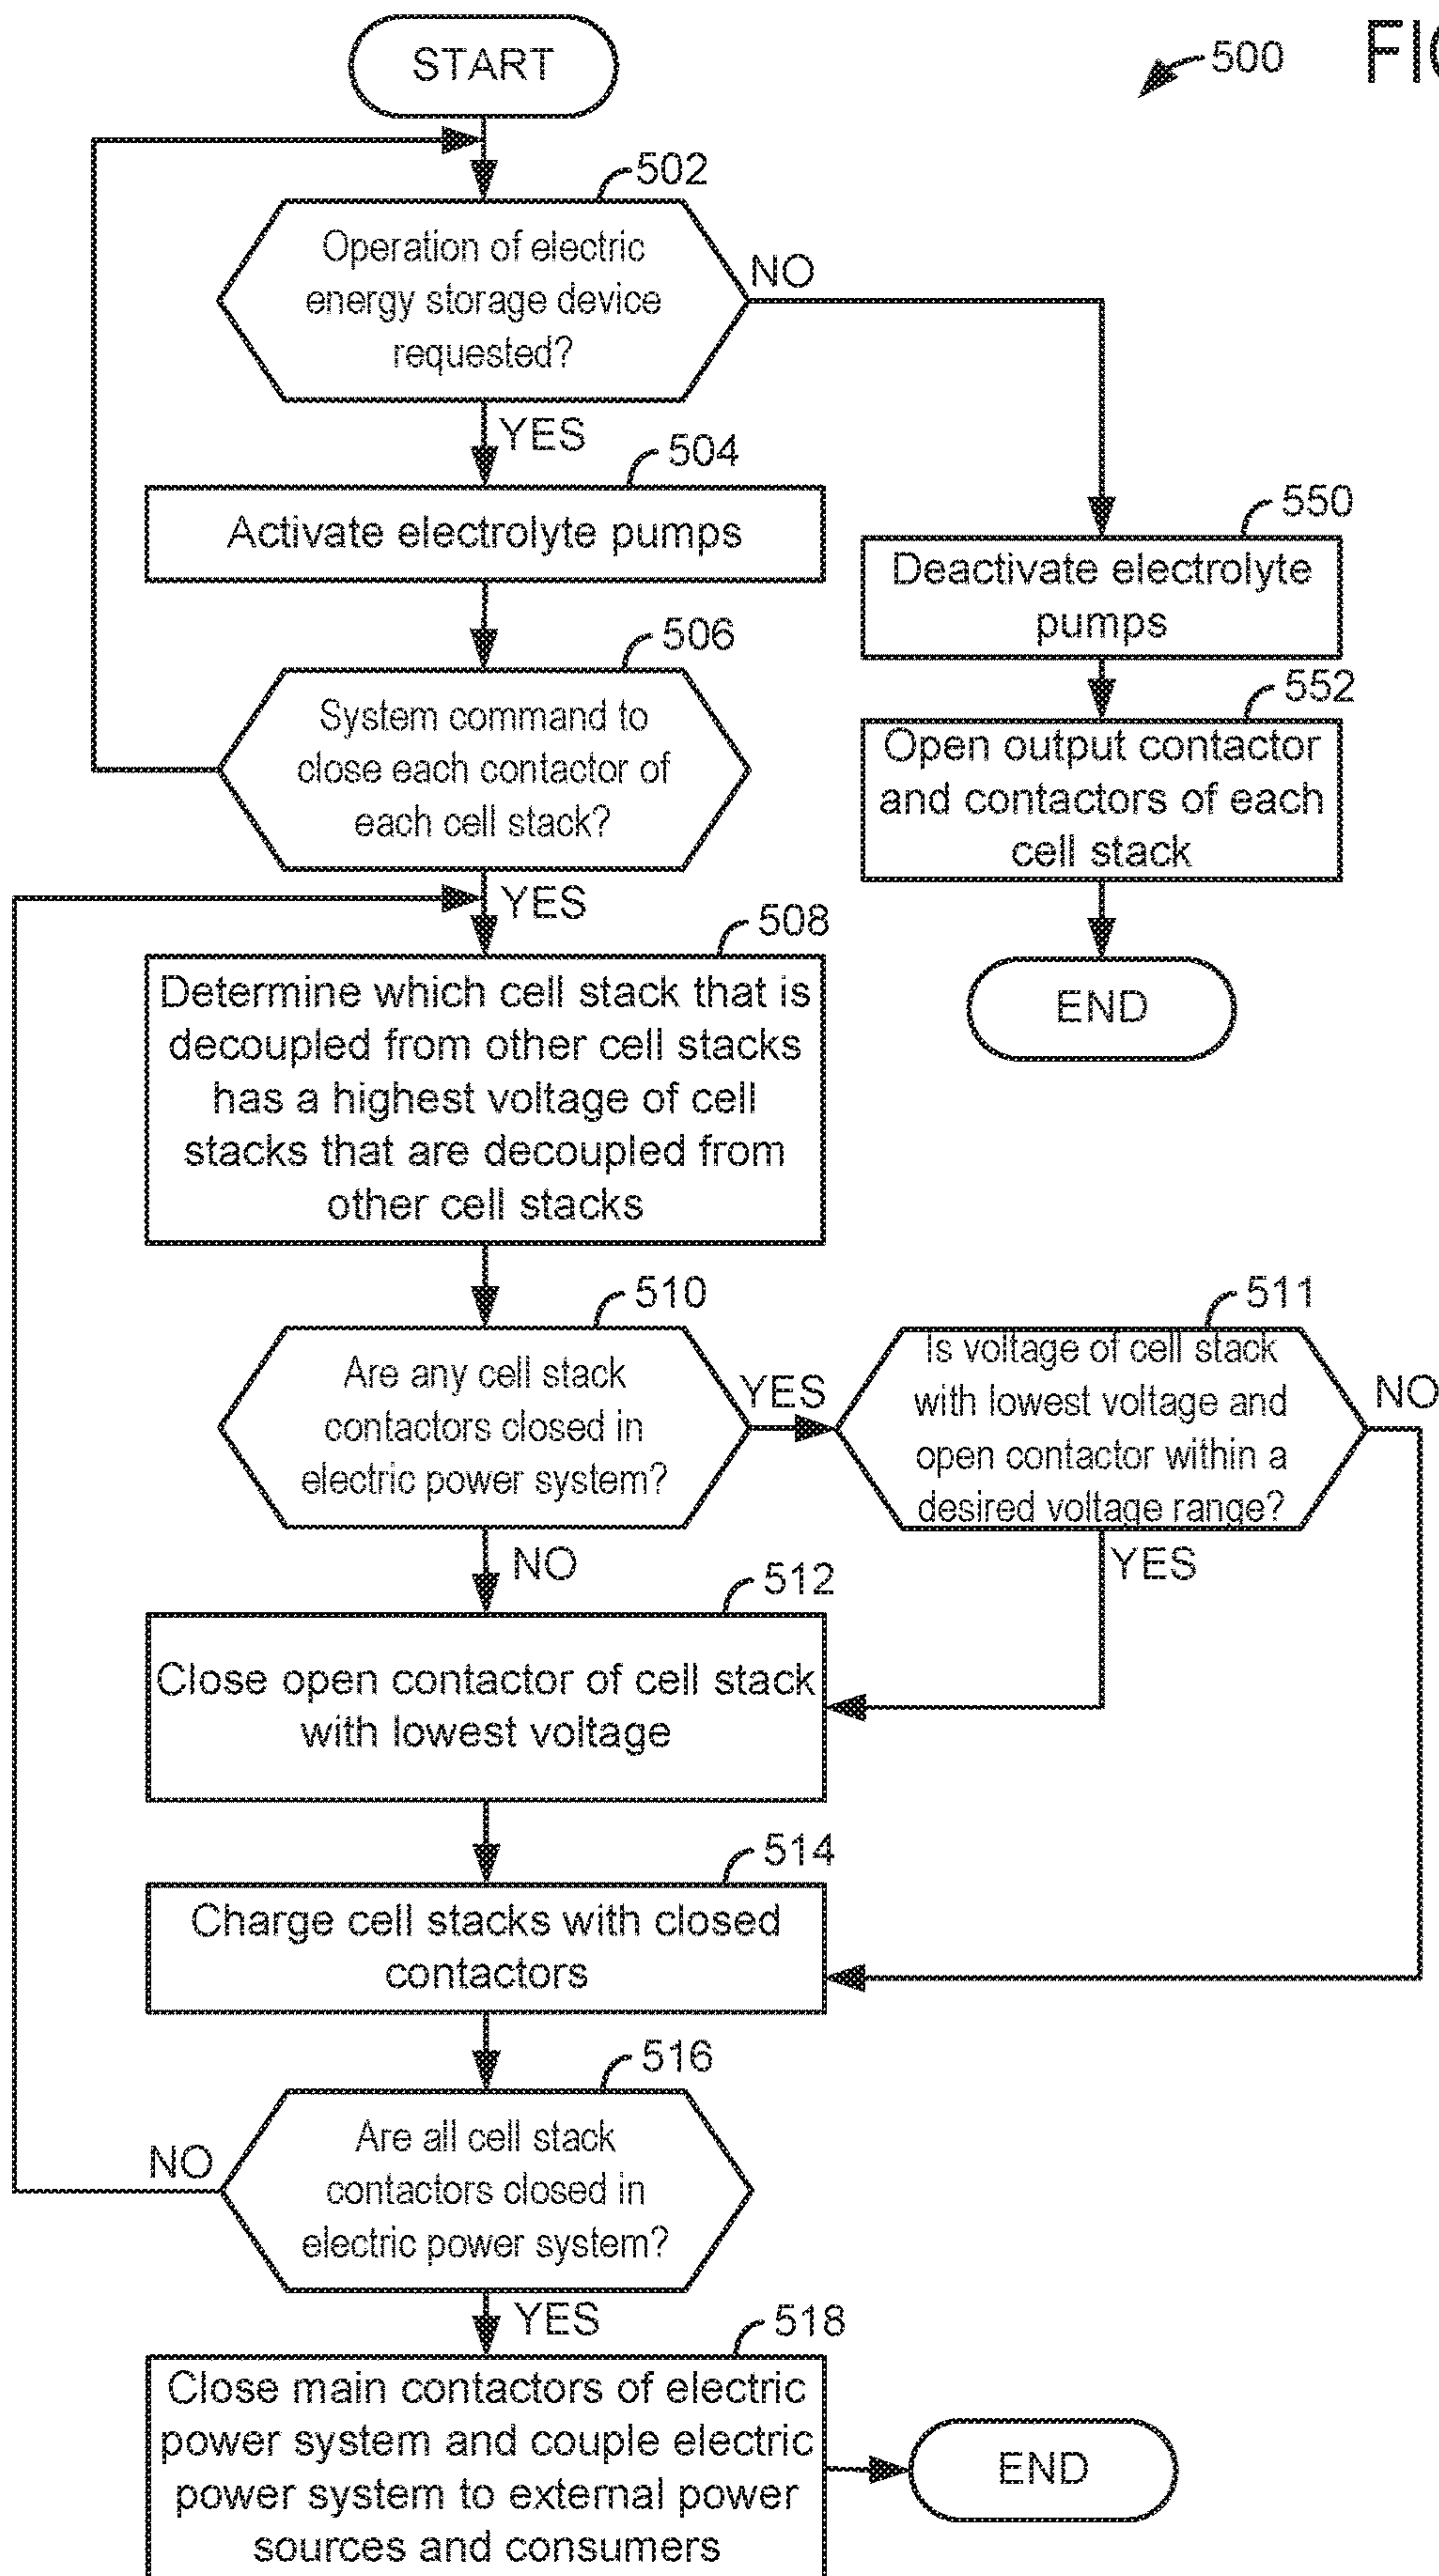 START
500
FIG
502
Operation of electric
energy storage device
requested?
NO
YES
504
Activate electrolyte pumps
550
Deactivate electrolyte
pumps
506
System command to
close each contactor of
each cell stack?
552
Open output contactor
and contactors of each
cell stack
YES
508
Determine which cell stack that is
decoupled from other cell stacks
has a highest voltage of cell
stacks that are decoupled from
other cell stacks
END
510
Are any cell stack
contactors closed in
electric power system?
YES
511
Is voltage of cell stack
with lowest voltage and
open contactor within a
desired voltage range?
NO
NO
YES
512
Close open contactor of cell stack
with lowest voltage
514
Charge cell stacks with closed
contactors
516
Are all cell stack
contactors closed in
electric power system?
NO
YES
518
Close main contactors of electric
power system and couple electric
power system to external power
sources and consumers
END